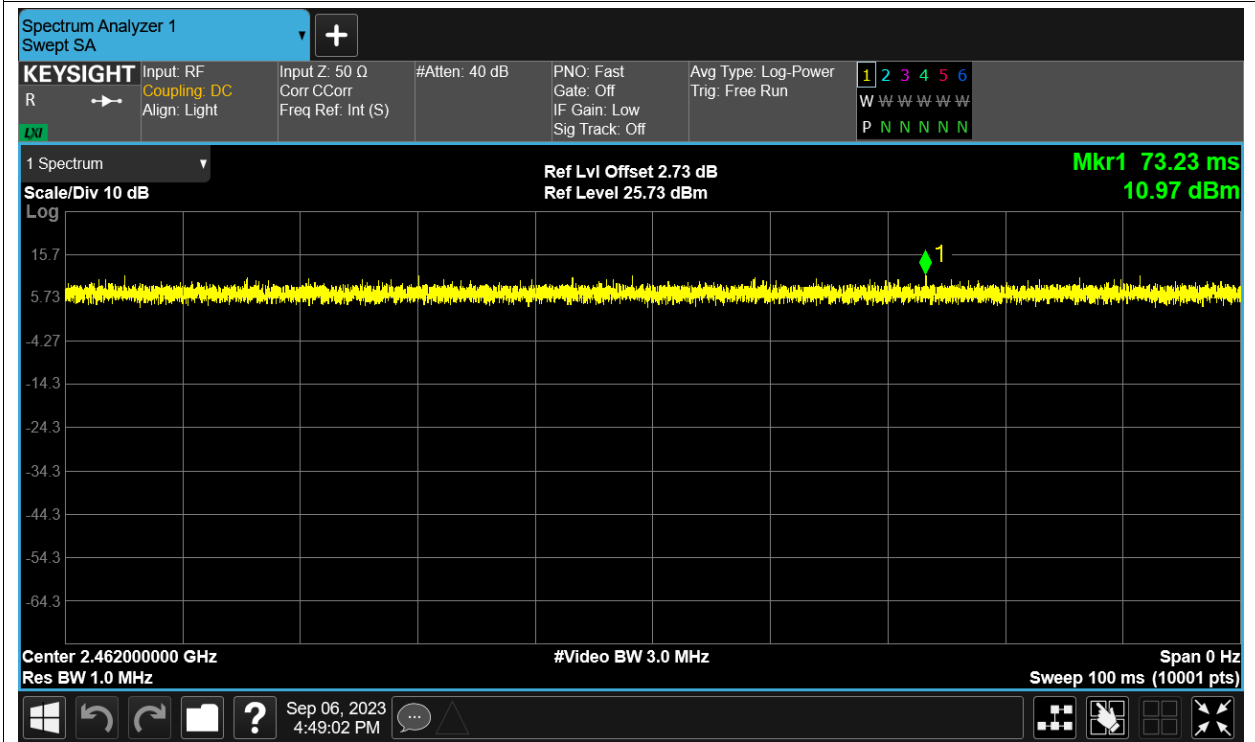 Spectrum Analyzer 1
Swept SA
+
KEYSIGHT
R
LXI
Input: RF
Coupling: DC
Align: Light
Input Z: 50 Ω
Corr CCorr
Freq Ref: Int (S)
#Atten: 40 dB
PNO: Fast
Gate: Off
IF Gain: Low
Sig Track: Off
Avg Type: Log-Power
Trig: Free Run
1 2 3 4 5 6
W W W W W W
P N N N N N
1 Spectrum
Scale/Div 10 dB
Log
Ref Lvl Offset 2.73 dB
Ref Level 25.73 dBm
Mkr1 73.23 ms
10.97 dBm
1
15.7
5.73
-4.27
-14.3
-24.3
-34.3
-44.3
-54.3
-64.3
Center 2.462000000 GHz
Res BW 1.0 MHz
#Video BW 3.0 MHz
Span 0 Hz
Sweep 100 ms (10001 pts)
?
Sep 06, 2023
4:49:02 PM